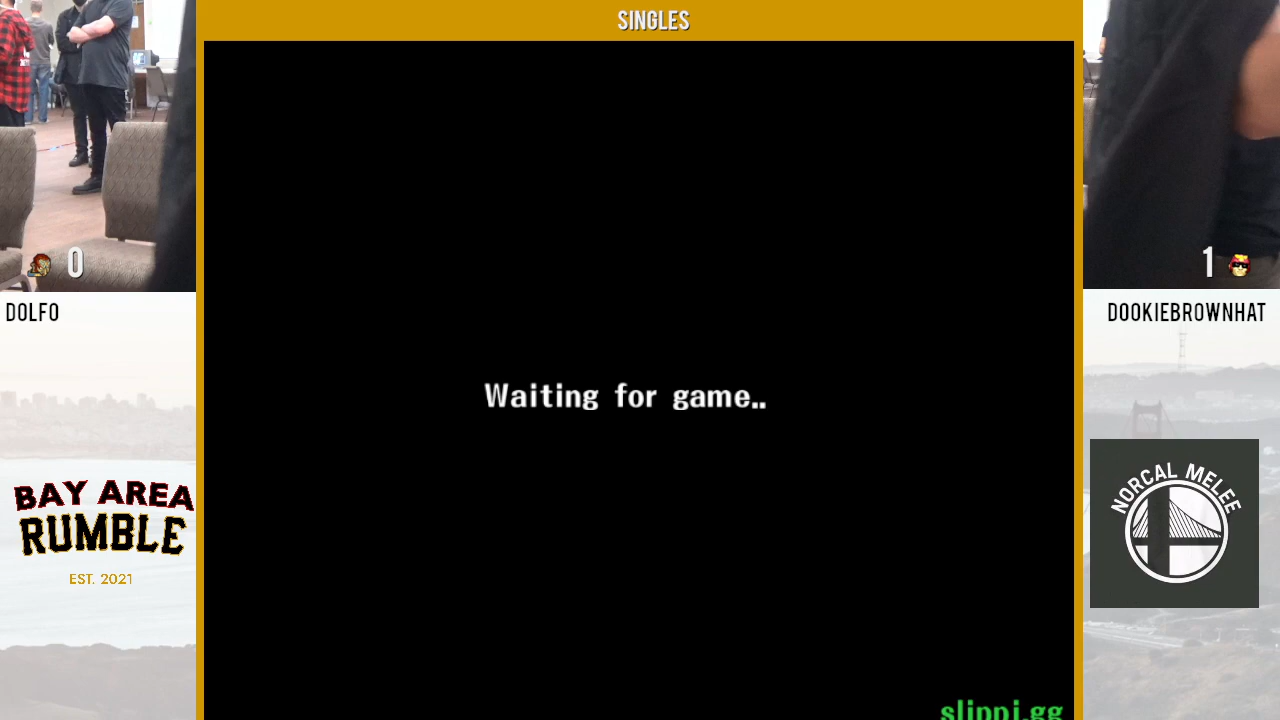 SINGLES
0
1
DOLFO
DOOKIEBROWNHAT
Waiting for game..
BAY AREA
RUMBLE
EST. 2021
NORCAL MELEE
slippi.gg